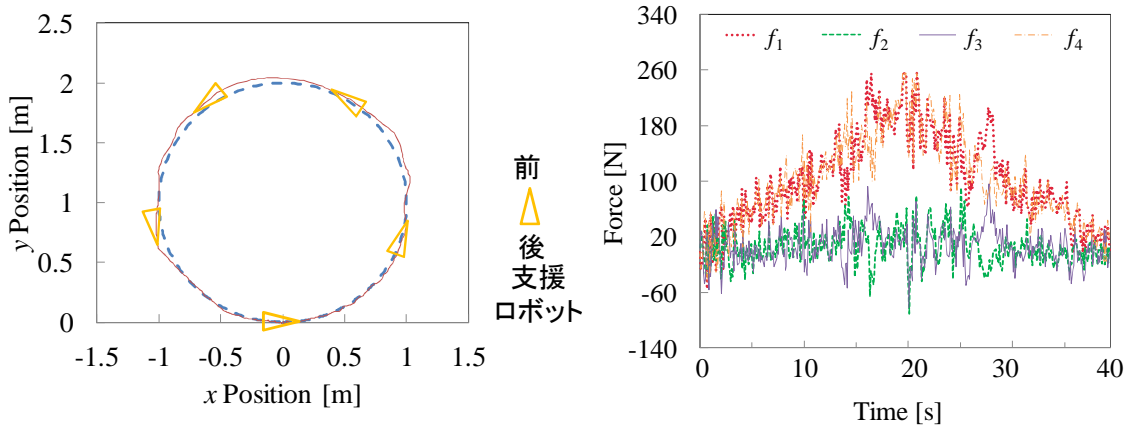 2.5
2
1.5
1
0.5
0
-1.5
-1
-0.5
0
0.5
1
1.5
y Position [m]
x Position [m]
前
後
支援
ロボット
f1
f2
f3
f4
340
260
180
100
20
-60
-140
0
10
20
30
40
Force [N]
Time [s]